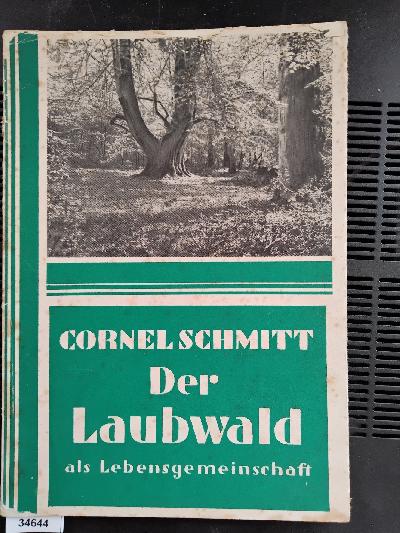 CORNEL SCHMITT
Der
Laubwald
als Lebensgemeinschaft
34644